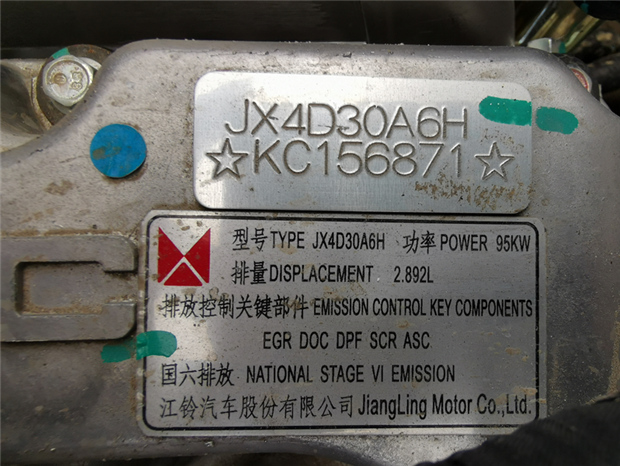 JX4D30A6H
☆KC156871☆
型号TYPE JX4D30A6H 功率POWER 95KW
排量DISPLACEMENT 2.892L
排放控制关键部件 EMISSION CONTROL KEY COMPONENTS
EGR DOC DPF SCR ASC
国六排放 NATIONAL STAGE VI EMISSION
江铃汽车股份有限公司 JiangLing Motor Co.,Ltd.